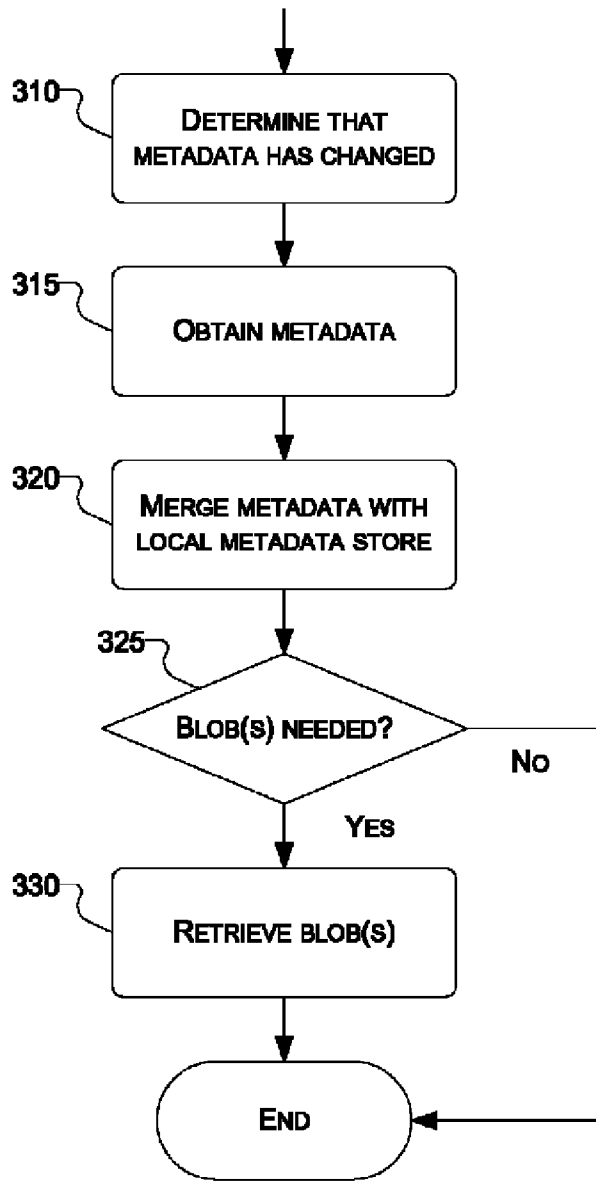 310
DETERMINE THAT
METADATA HAS CHANGED
315
OBTAIN METADATA
320
MERGE METADATA WITH
LOCAL METADATA STORE
325
BLOB(S) NEEDED?
NO
YES
330
RETRIEVE BLOB(S)
END